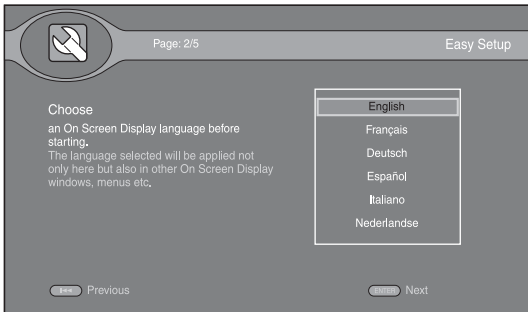 Page: 2/5
Easy Setup
Choose
an On Screen Display language before
starting.
The language selected will be applied not
only here but also in other On Screen Display
windows, menus etc.
English
Français
Deutsch
Español
Italiano
Nederlandse
Previous
ENTER Next